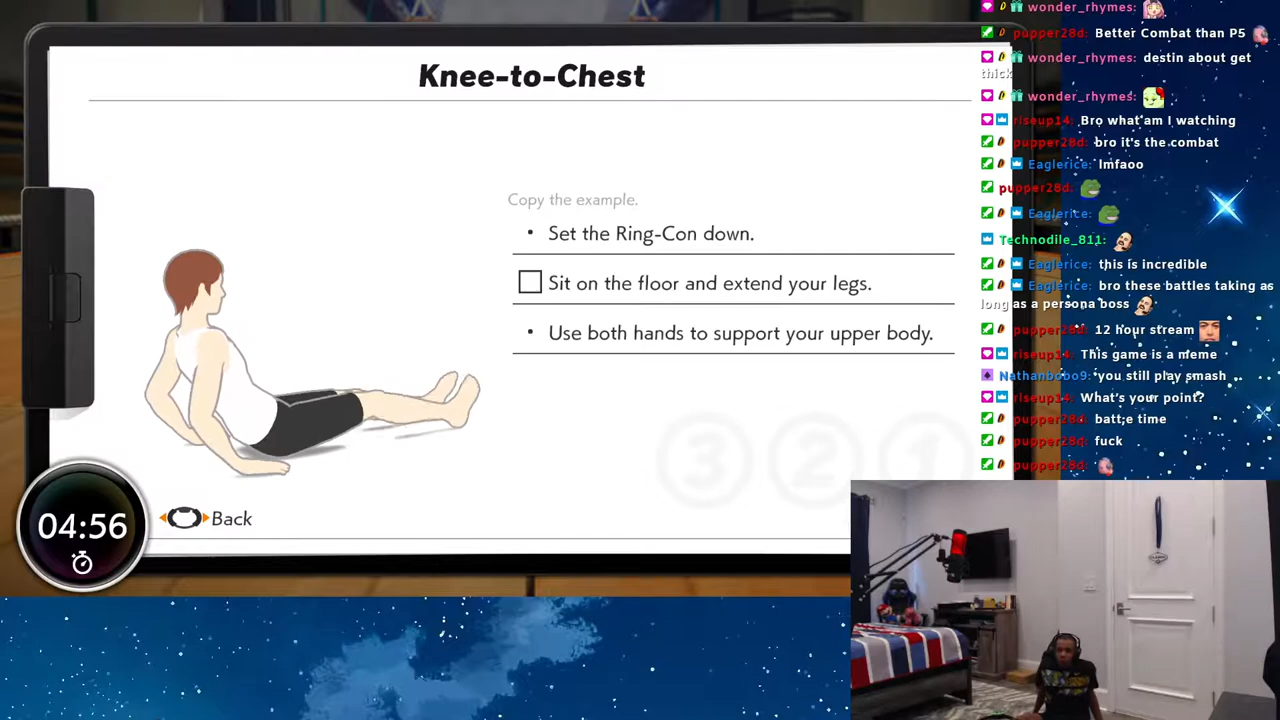 Knee-to-Chest
Copy the example.
• Set the Ring-Con down.
Sit on the floor and extend your legs.
• Use both hands to support your upper body.
3 2 1
04:56
Back
wonder_rhymes:
pupper28d: Better Combat than P5
wonder_rhymes: destin about get
thick
wonder_rhymes:
riseup14: Bro what am I watching
pupper28d: bro it's the combat
Eaglerice: lmfaoo
pupper28d:
Eaglerice:
Technodile_811:
Eaglerice: this is incredible
Eaglerice: bro these battles taking as
long as a persona boss
pupper28d: 12 hour stream
riseup14: This game is a meme
Nathanbobo9: you still play smash
riseup14: What's your point?
pupper28d: batt;e time
pupper28d: fuck
pupper28d: